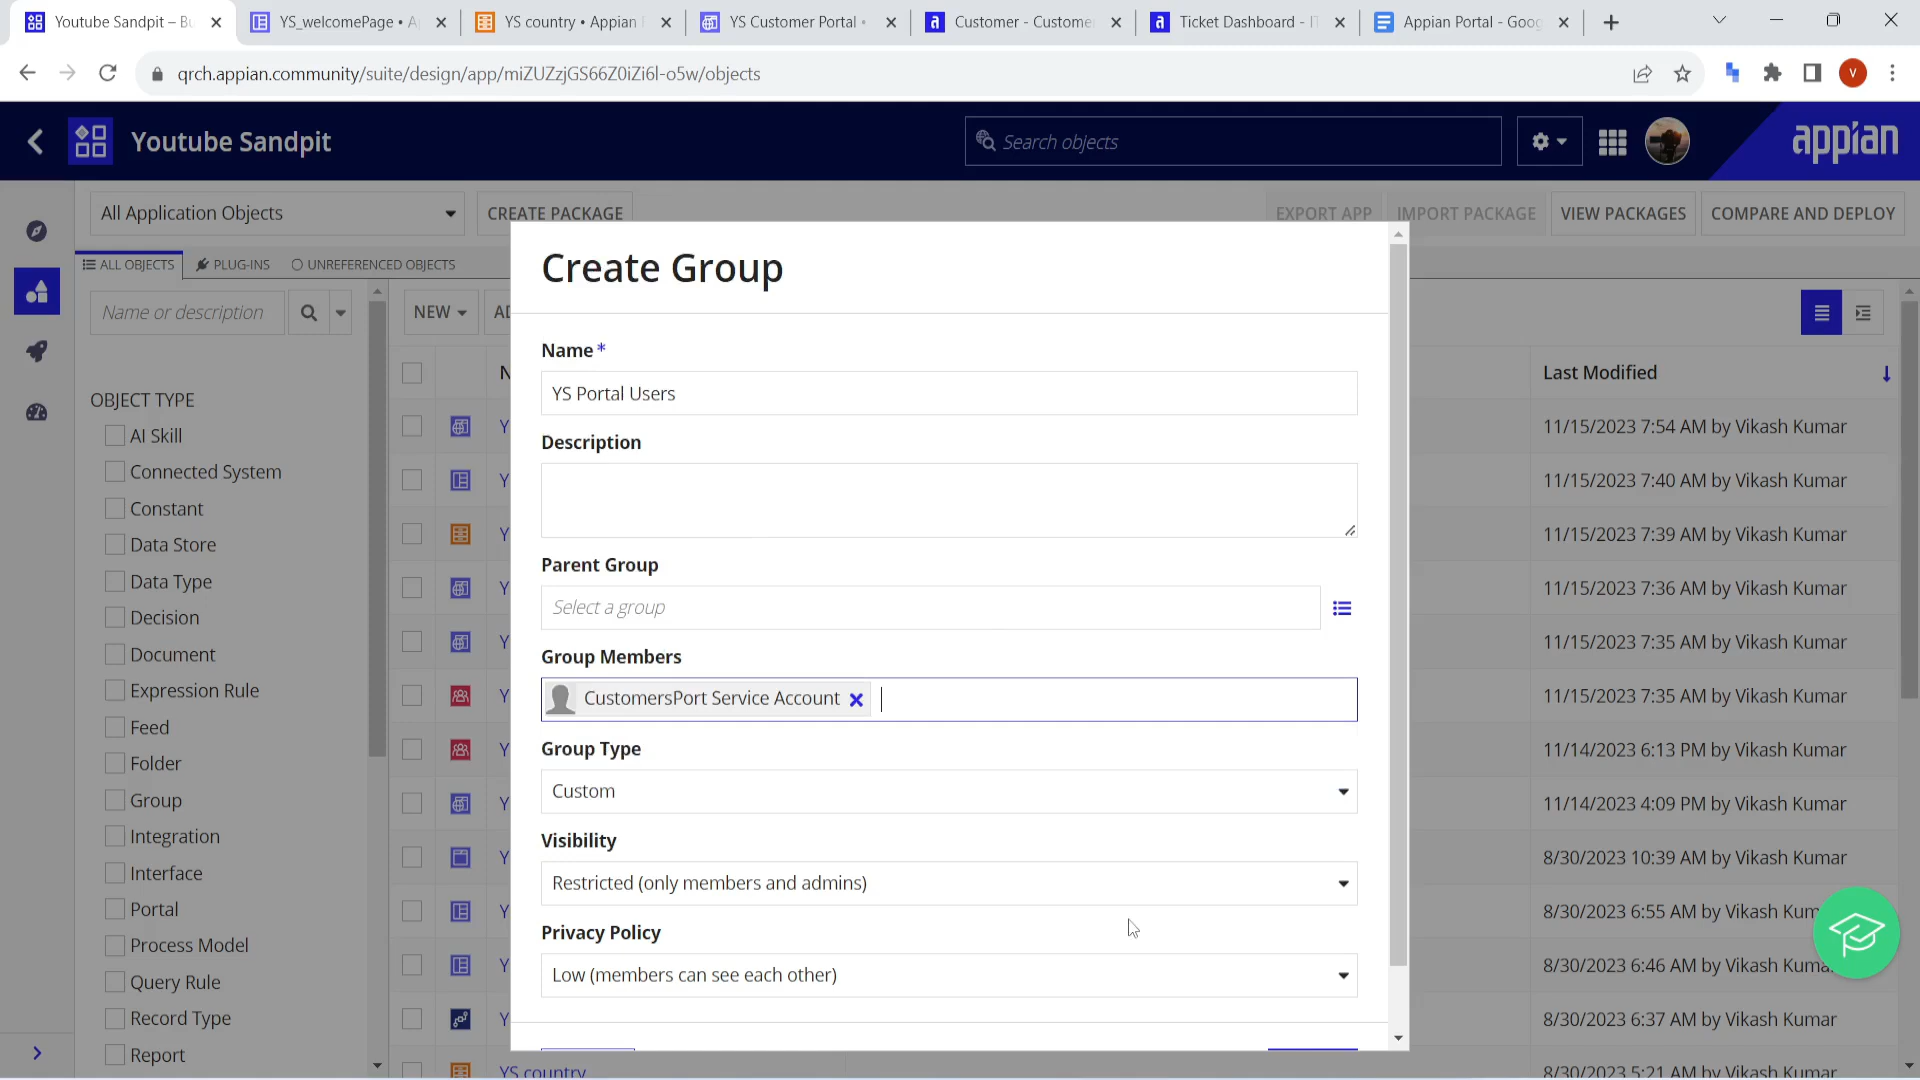 Youtube Sandpit – Bu
YS_welcomePage • A
YS country • Appian
YS Customer Portal •
Customer - Custome
Ticket Dashboard - IT
Appian Portal - Goog
qrch.appian.community/suite/design/app/miZUZzjGS66Z0iZi6l-o5w/objects
V
Youtube Sandpit
Search objects
appian
All Application Objects
CREATE PACKAGE
EXPORT APP
IMPORT PACKAGE
VIEW PACKAGES
COMPARE AND DEPLOY
ALL OBJECTS
PLUG-INS
UNREFERENCED OBJECTS
Name or description
NEW
OBJECT TYPE
AI Skill
Connected System
Constant
Data Store
Data Type
Decision
Document
Expression Rule
Feed
Folder
Group
Integration
Interface
Portal
Process Model
Query Rule
Record Type
Report
Create Group
Name *
YS Portal Users
Description
Parent Group
Select a group
Group Members
CustomersPort Service Account
Group Type
Custom
Visibility
Restricted (only members and admins)
Privacy Policy
Low (members can see each other)
YS country
Last Modified
11/15/2023 7:54 AM by Vikash Kumar
11/15/2023 7:40 AM by Vikash Kumar
11/15/2023 7:39 AM by Vikash Kumar
11/15/2023 7:36 AM by Vikash Kumar
11/15/2023 7:35 AM by Vikash Kumar
11/15/2023 7:35 AM by Vikash Kumar
11/14/2023 6:13 PM by Vikash Kumar
11/14/2023 4:09 PM by Vikash Kumar
8/30/2023 10:39 AM by Vikash Kumar
8/30/2023 6:55 AM by Vikash Kum
8/30/2023 6:46 AM by Vikash Kuma
8/30/2023 6:37 AM by Vikash Kumar
8/30/2023 5:21 AM by Vikash Kumar